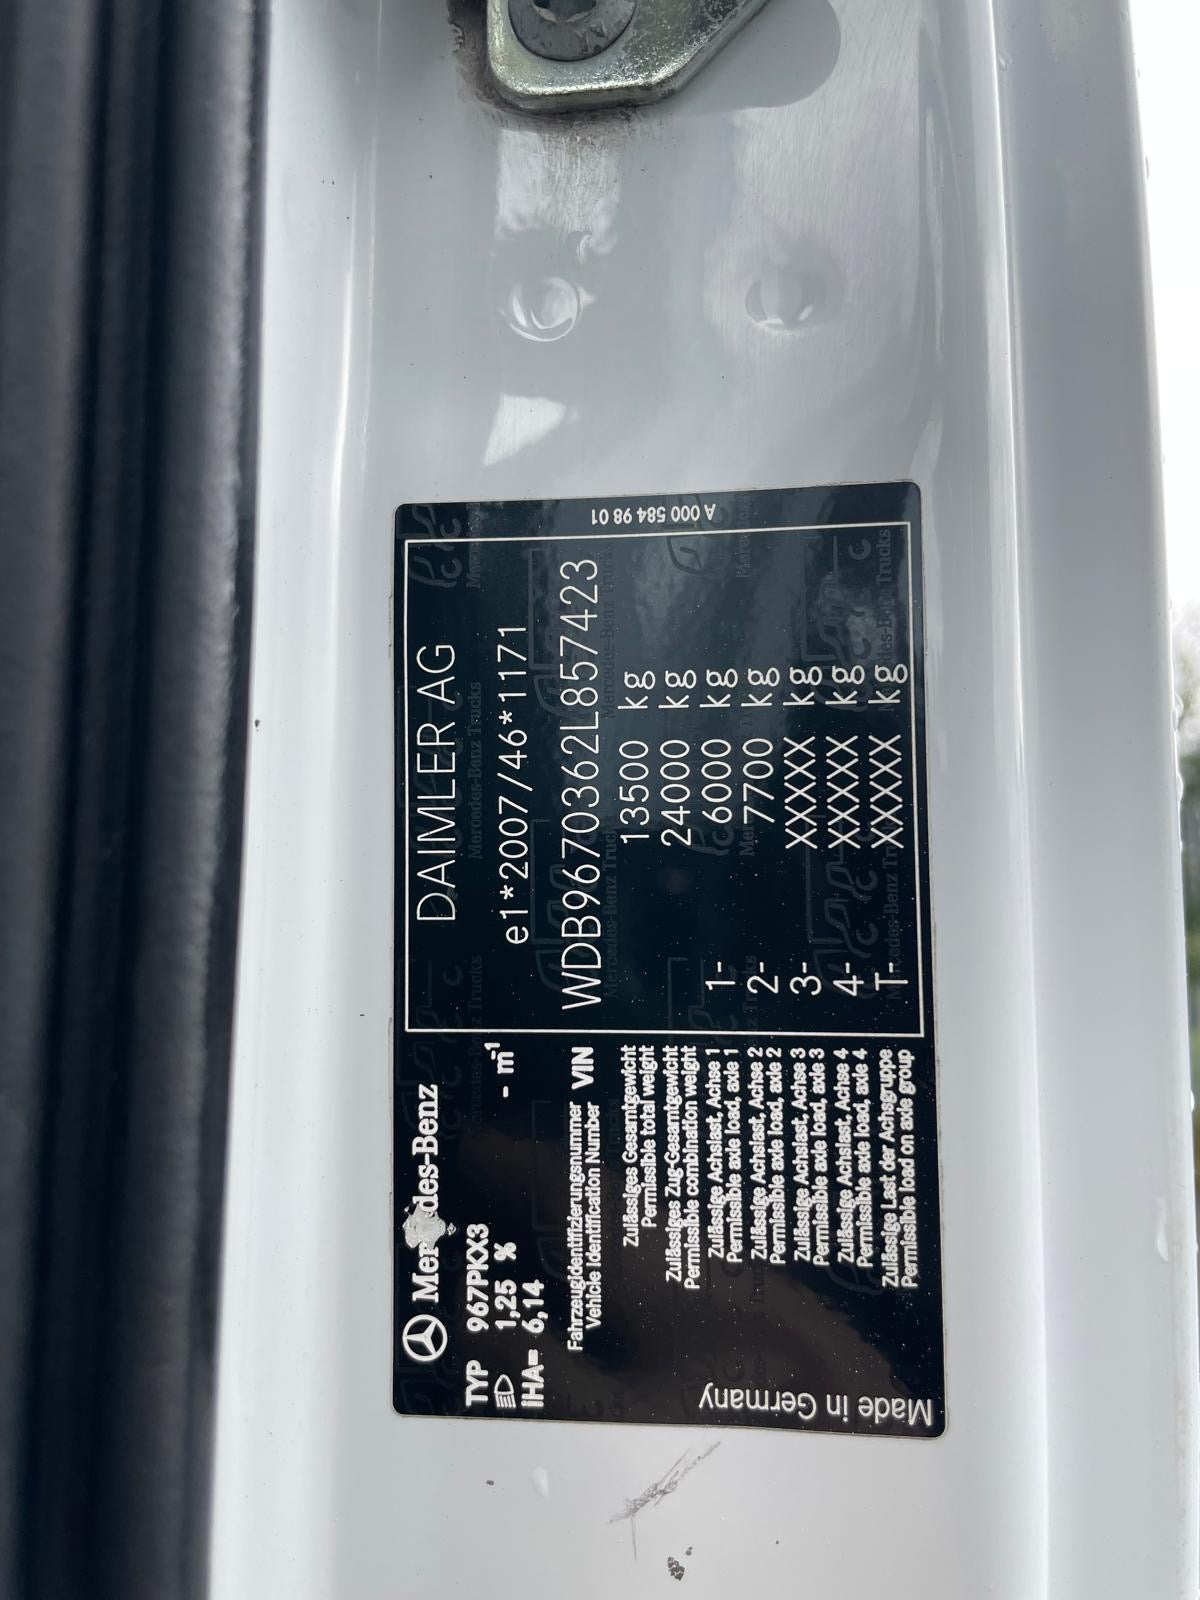 Mercedes-Benz
DAIMLER AG
TYP 967PKXX3
1,25 % - m-1
e1*2007/46*1171
iHA= 6,14
Fahrzeugidentifizierungsnummer
Vehicle Identification Number VIN
WDB9670362L857423
Zulässiges Gesamtgewicht
Permissible total weight
13500 kg
Zulässiges Zug-Gesamtgewicht
Permissible combination weight
24000 kg
Zulässige Achslast, Achse 1
Permissible axle load, axle 1
1- 6000 kg
Zulässige Achslast, Achse 2
Permissible axle load, axle 2
2- 7700 kg
Zulässige Achslast, Achse 3
Permissible axle load, axle 3
3- XXXXX kg
Zulässige Achslast, Achse 4
Permissible axle load, axle 4
4- XXXXX kg
Zulässige Last der Achsgruppe
Permissible load on axle group
T- XXXXX kg
Made in Germany
A 000 584 98 01